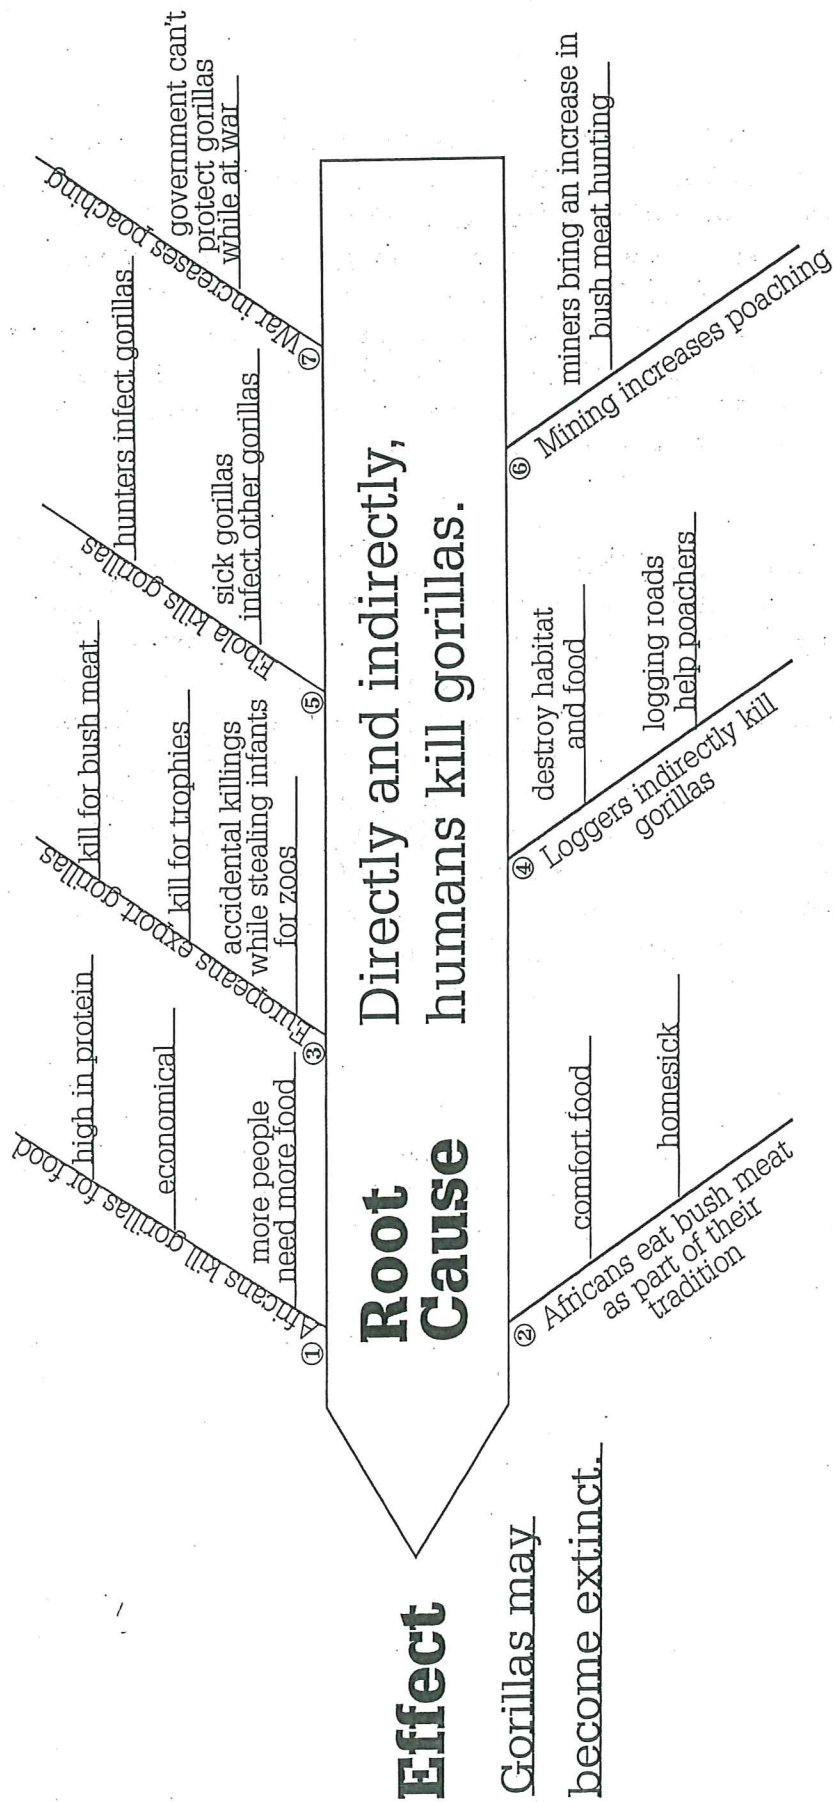 Effect
Gorillas may
become extinct.
Root
Cause
Directly and indirectly,
humans kill gorillas.
① Africans kill gorillas for food
high in protein
economical
more people
need more food
② Africans eat bush meat
as part of their
tradition
comfort food
homesick
③ Europeans export gorillas
kill for bush meat
kill for trophies
accidental killings
while stealing infants
for zoos
④ Loggers indirectly kill
gorillas
destroy habitat
and food
logging roads
help poachers
⑤ Ebola kills gorillas
hunters infect gorillas
sick gorillas
infect other gorillas
⑥ Mining increases poaching
miners bring an increase in
bush meat hunting
⑦ War increases poaching
government can't
protect gorillas
while at war